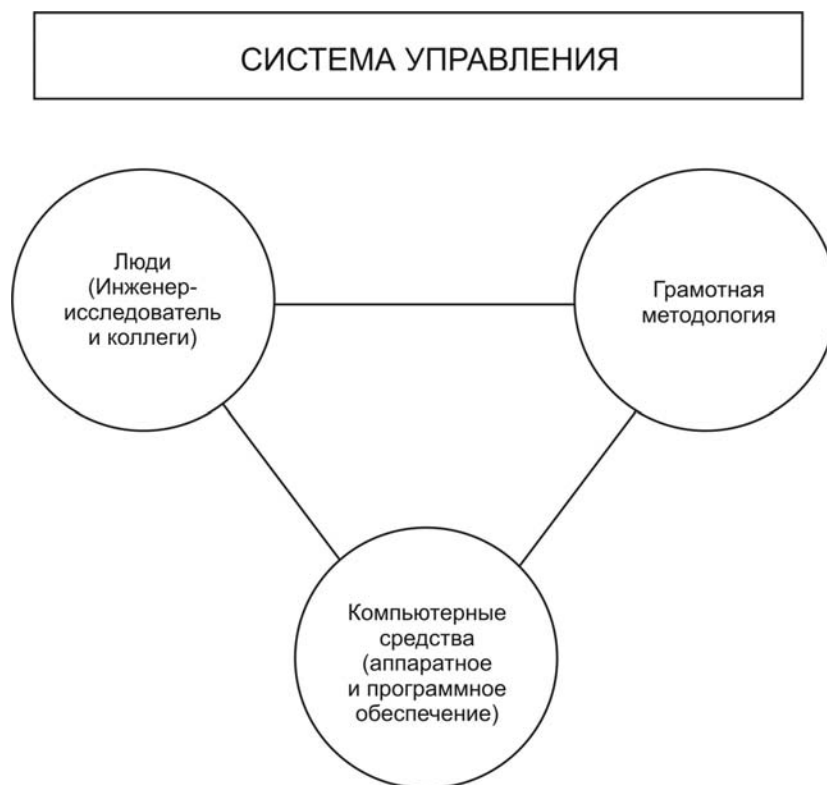 СИСТЕМА УПРАВЛЕНИЯ
Люди
(Инженер-
исследователь
и коллеги)
Грамотная
методология
Компьютерные
средства
(аппаратное
и программное
обеспечение)